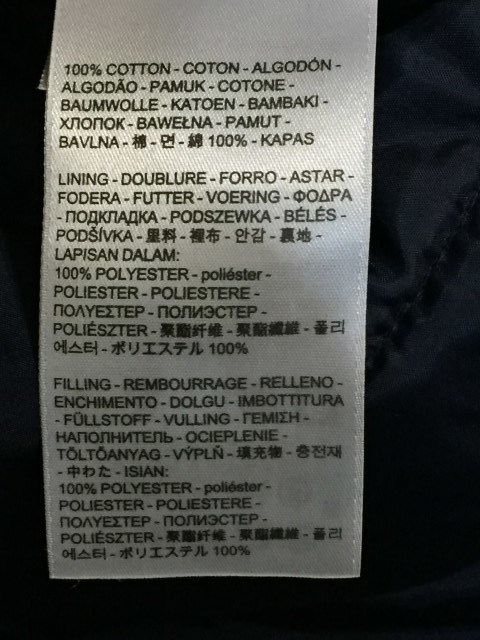 100% COTTON - COTON - ALGODÓN -
ALGODÃO - PAMUK - COTONE -
BAUMWOLLE - KATOEN - BAMBAKI -
ХЛОПОК - BAWEŁNA - PAMUT -
BAVLNA - 棉 - 면 - 綿 100% - KAPAS
LINING - DOUBLURE - FORRO - ASTAR -
FODERA - FUTTER - VOERING - ΦΟΔΡΑ
- ПОДКЛАДКА - PODSZEWKA - BÉLÉS -
PODŠÍVKA - 里料 - 裡布 - 안감 - 裏地 -
LAPISAN DALAM:
100% POLYESTER - poliéster -
POLIESTER - POLIESTERE -
ΠΟΛΥΕΣΤΕΡ - ПОЛИЭСТЕР -
POLIÉSZTER - 聚酯纤维 - 聚酯纖維 - 폴리
에스터 - ポリエステル 100%
FILLING - REMBOURRAGE - RELLENO -
ENCHIMENTO - DOLGU - IMBOTTITURA
- FÜLLSTOFF - VULLING - ΓΕΜΙΣΗ -
НАПОЛНИТЕЛЬ - OCIEPLENIE -
TÖLTŐANYAG - VÝPLŇ - 填充物 - 충전재
- 中わた - ISIAN:
100% POLYESTER - poliéster -
POLIESTER - POLIESTERE -
ΠΟΛΥΕΣΤΕΡ - ПОЛИЭСТЕР -
POLIÉSZTER - 聚酯纤维 - 聚酯纖維 - 폴리
에스터 - ポリエステル 100%